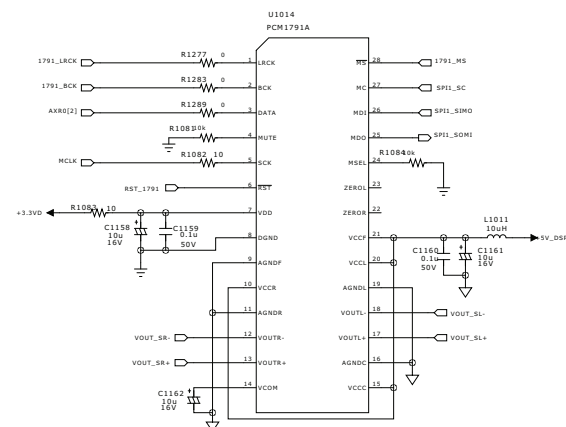 U1014
PCM1791A
1791_LRCK R1277 0 1 LRCK MS 28 1791_MS
1791_BCK R1283 0 2 BCK MC 27 SPI1_SC
AXR0[2] R1289 0 3 DATA MDI 26 SPI1_SIMO
R1081 10k 4 MUTE MDO 25 SPI1_SOMI
MCLK R1082 10 5 SCK MSEL 24 R1084 10k
RST_1791 6 RST ZEROL 23
+3.3VD R1083 10 7 VDD ZEROR 22
C1158 10u 16V
C1159 0.1u 50V
8 DGND VCCF 21 L1011 10uH
9 AGNDF VCCL 20 C1160 0.1u 50V
C1161 10u 16V
10 VCCR AGNDL 19
11 AGNDR VOUTL- 18 VOUT_SL-
VOUT_SR- 12 VOUTR- VOUTL+ 17 VOUT_SL+
VOUT_SR+ 13 VOUTR+ AGNDC 16
14 VCOM VCCC 15
C1162 10u 16V